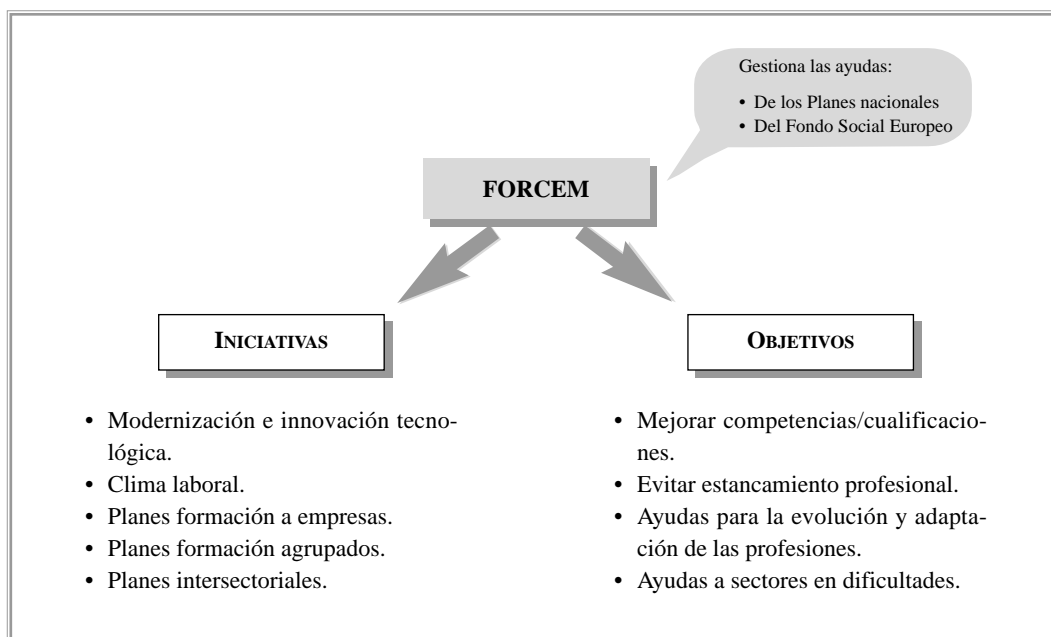 Gestiona las ayudas:
• De los Planes nacionales
• Del Fondo Social Europeo
FORCEM
INICIATIVAS
OBJETIVOS
• Modernización e innovación tecno-
lógica.
• Clima laboral.
• Planes formación a empresas.
• Planes formación agrupados.
• Planes intersectoriales.
• Mejorar competencias/cualificacio-
nes.
• Evitar estancamiento profesional.
• Ayudas para la evolución y adapta-
ción de las profesiones.
• Ayudas a sectores en dificultades.